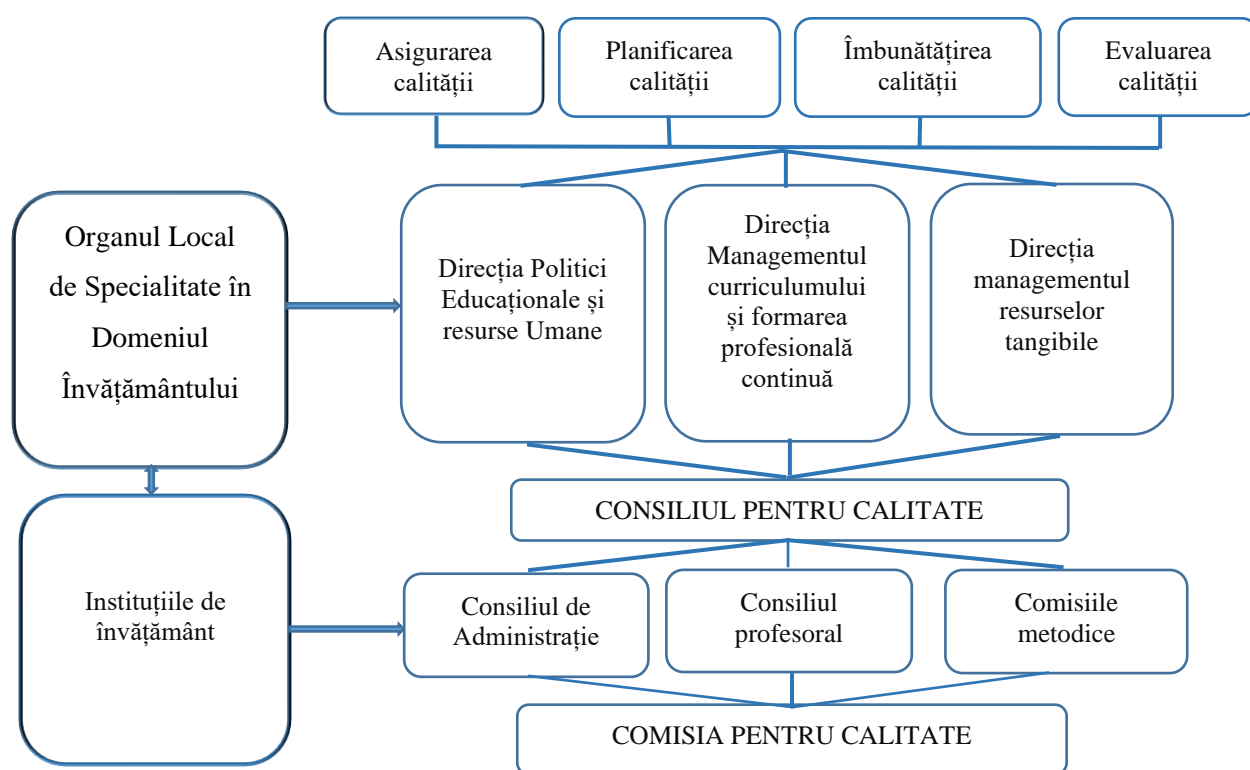 Asigurarea
calității
Planificarea
calității
Îmbunătățirea
calității
Evaluarea
calității
Organul Local
de Specialitate în
Domeniul
Învățământului
Direcția Politici
Educaționale și
resurse Umane
Direcția
Managementul
curriculumului
și formarea
profesională
continuă
Direcția
managementul
resurselor
tangibile
CONSILIUL PENTRU CALITATE
Instituțiile de
învățământ
Consiliul de
Administrație
Consiliul
profesoral
Comisiile
metodice
COMISIA PENTRU CALITATE